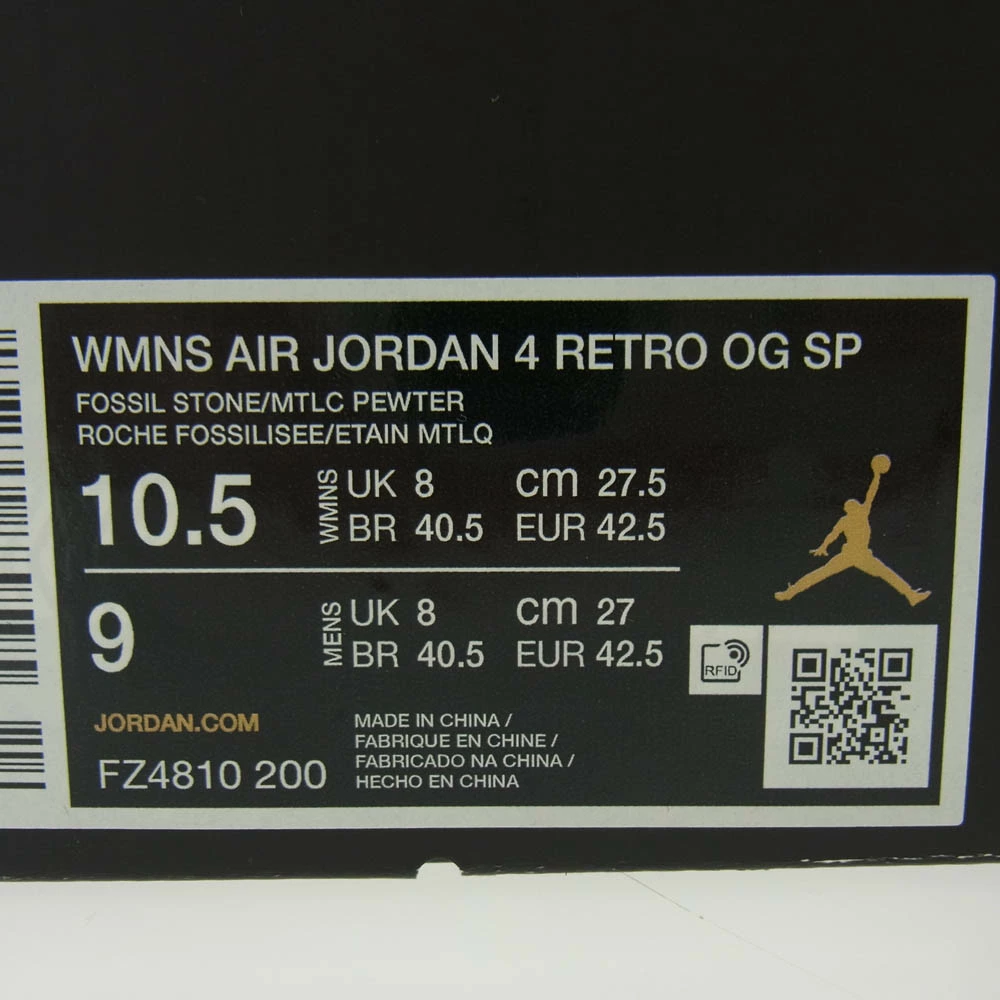 WMNS AIR JORDAN 4 RETRO OG SP
FOSSIL STONE/MTLC PEWTER
ROCHE FOSSILISEE/ETAIN MTLQ
10.5 WMNS UK 8 cm 27.5
BR 40.5 EUR 42.5
9 MENS UK 8 cm 27
BR 40.5 EUR 42.5
RFID
JORDAN.COM
FZ4810 200
MADE IN CHINA /
FABRIQUE EN CHINE /
FABRICADO NA CHINA /
HECHO EN CHINA